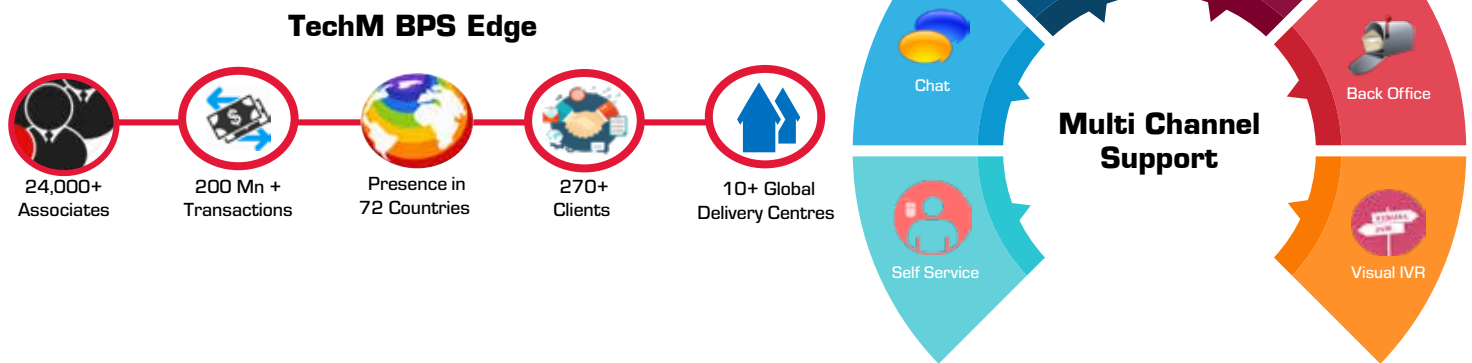 TechM BPS Edge
24,000+
Associates
200 Mn +
Transactions
Presence in
72 Countries
270+
Clients
10+ Global
Delivery Centres
Chat
Back Office
Multi Channel
Support
Self Service
Visual IVR